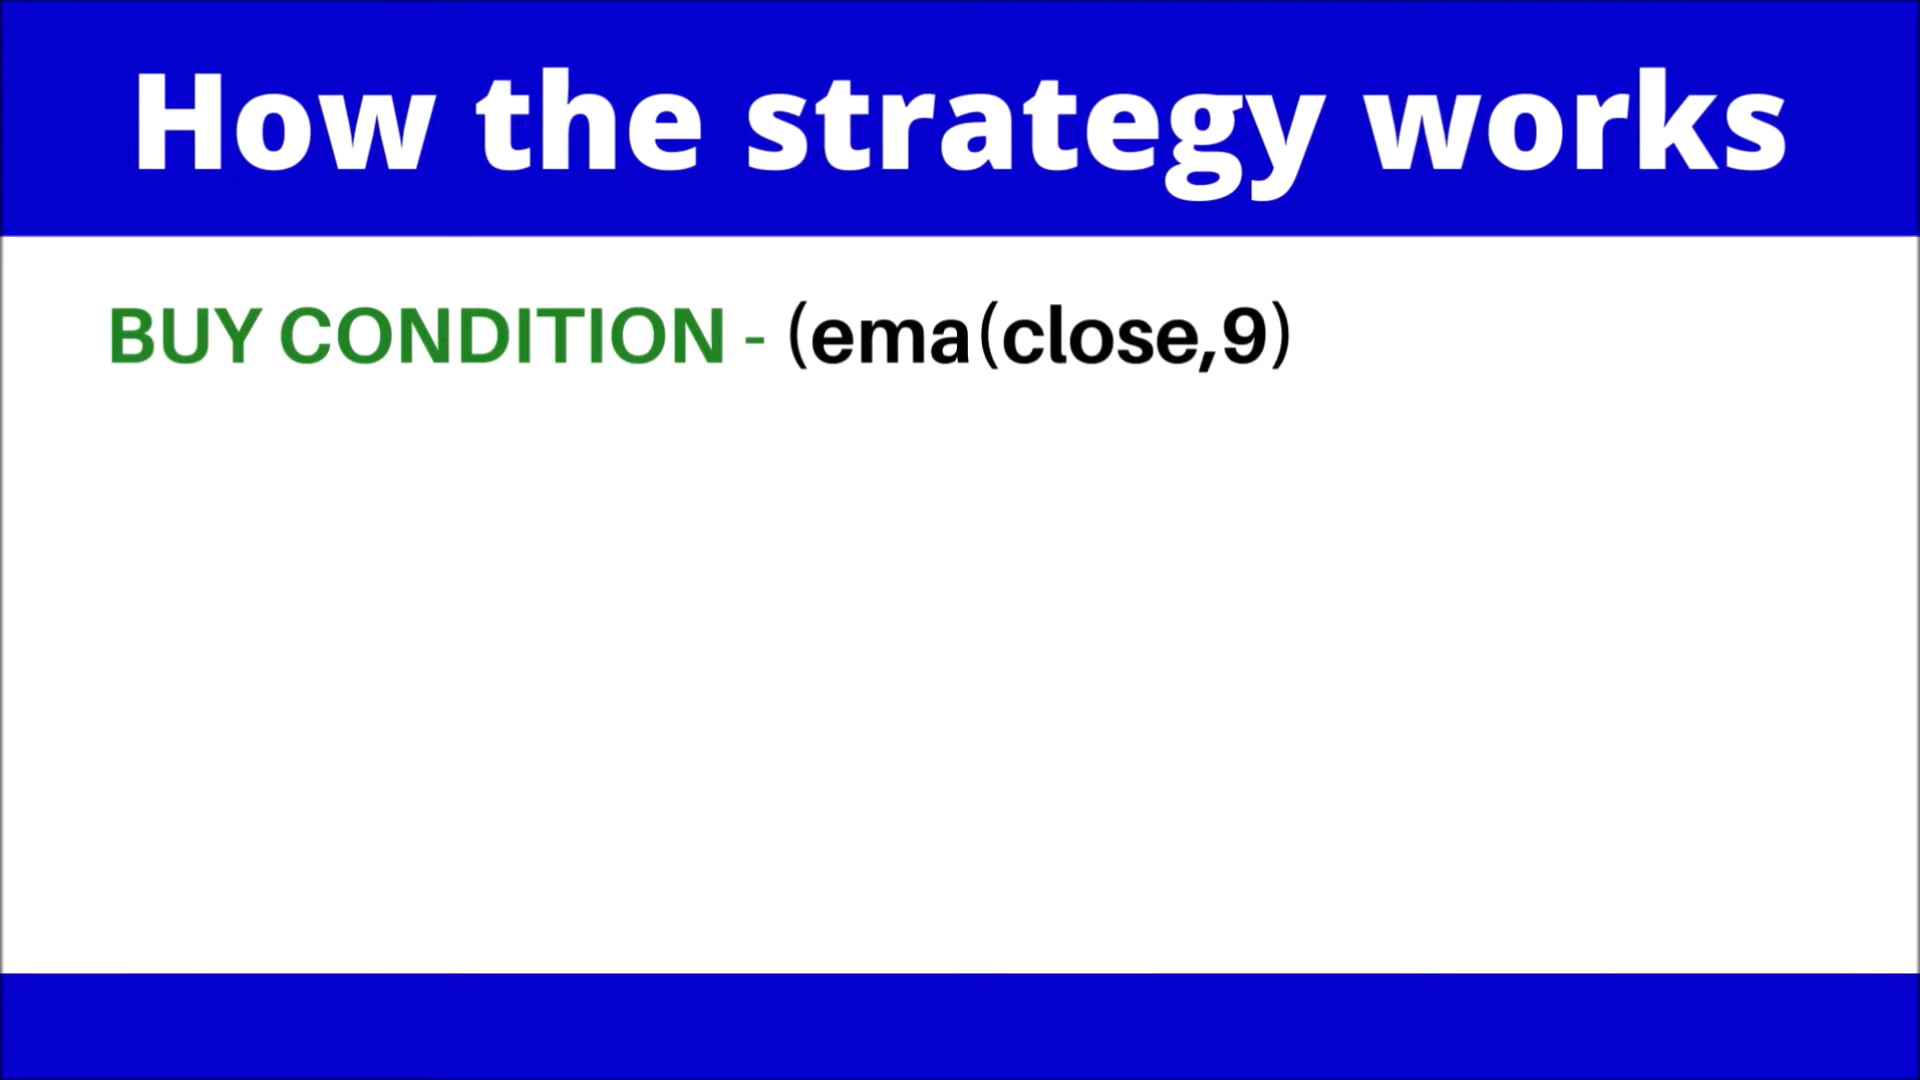 How the strategy works
BUY CONDITION - (ema(close,9)